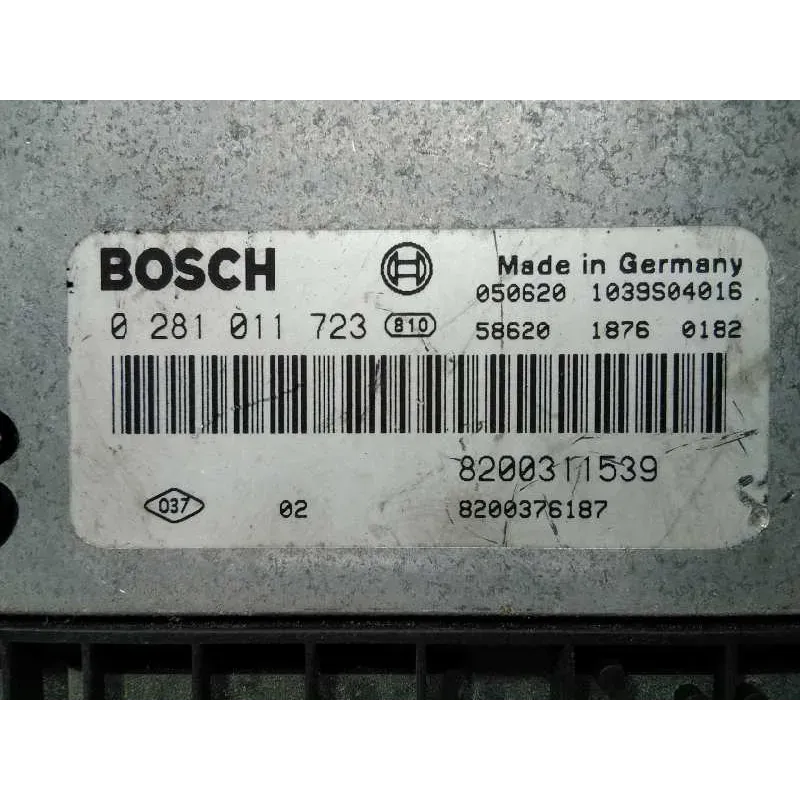 BOSCH
Made in Germany
050620 1039S04016
0 281 011 723 810
58620 1876 0182
8200311539
037 02 8200376187